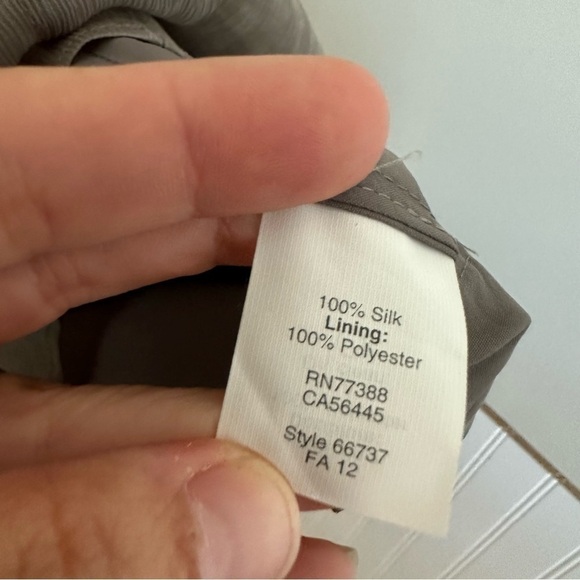 100% Silk
Lining:
100% Polyester
RN77388
CA56445
Style 66737
FA 12